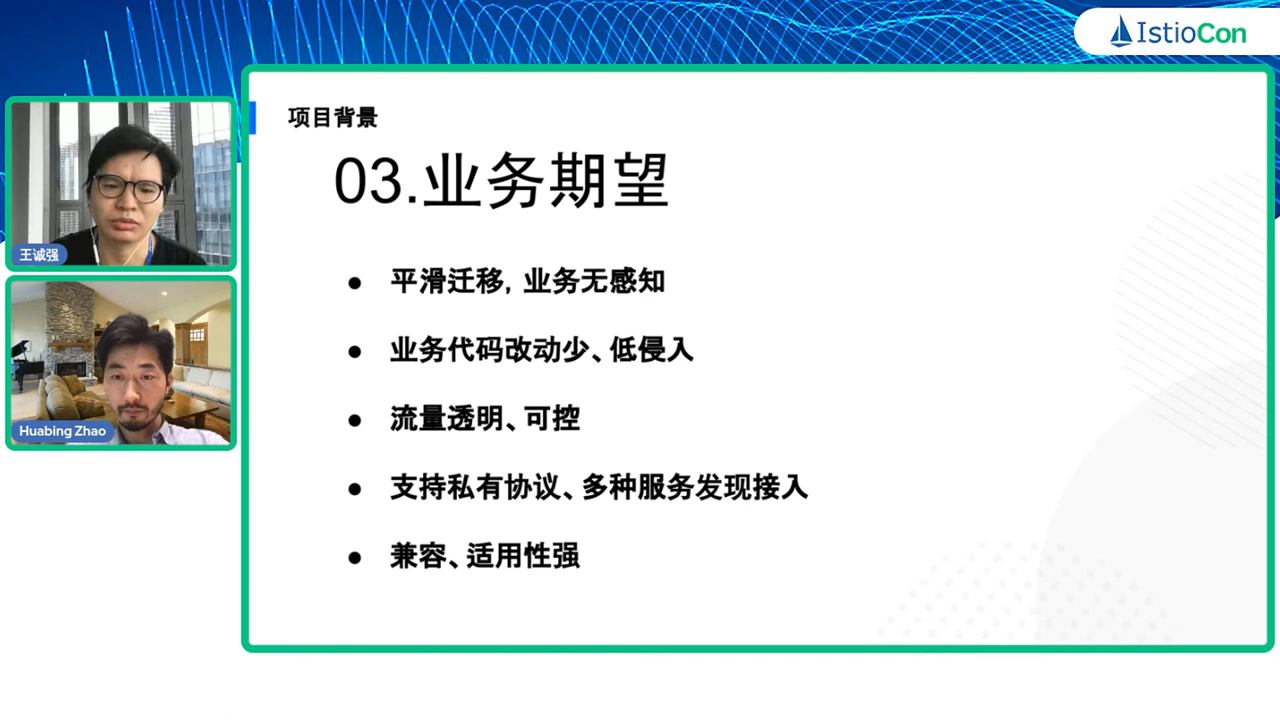 IstioCon
项目背景
03.业务期望
王诚强
平滑迁移,业务无感知
业务代码改动少、低侵入
流量透明、可控
Huabing Zhao
支持私有协议、多种服务发现接入
兼容、适用性强